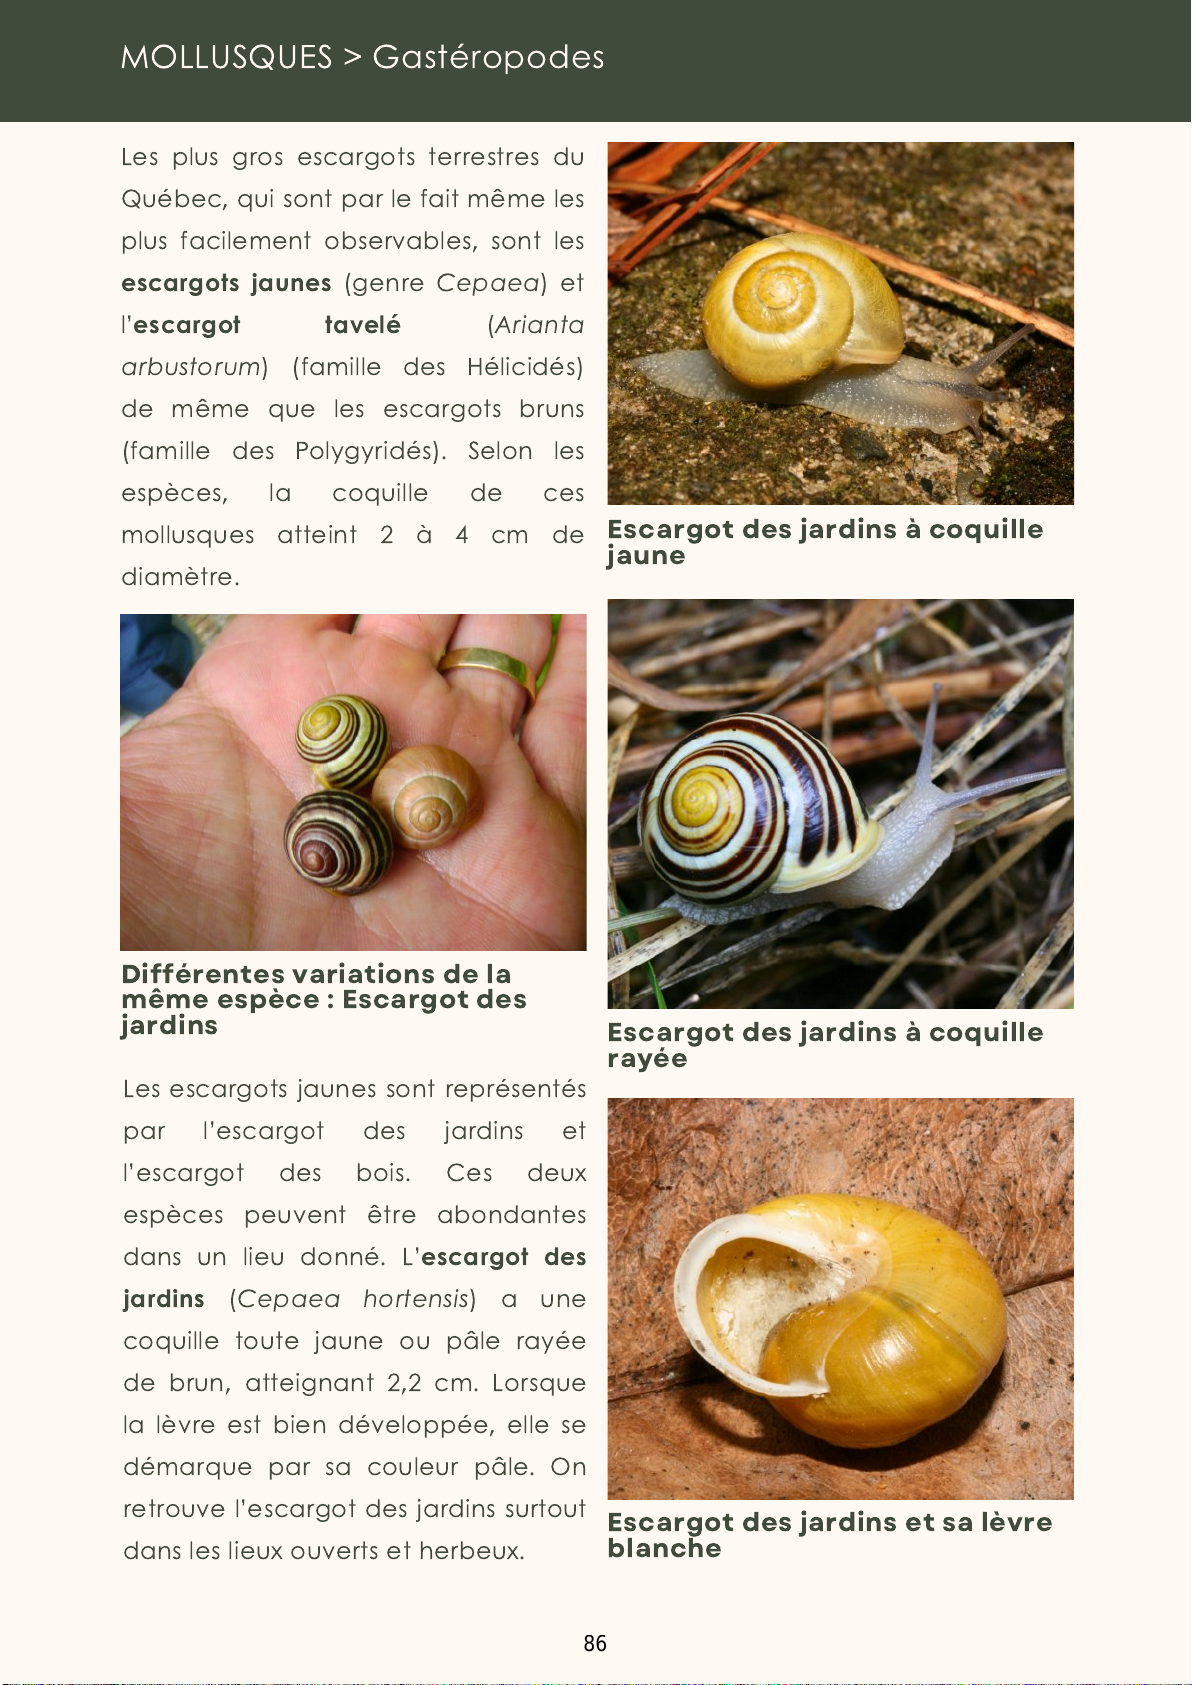 MOLLUSQUES > Gastéropodes
Les plus gros escargots terrestres du
Québec, qui sont par le fait même les
plus facilement observables, sont les
escargots jaunes (genre Cepaea) et
l'escargot tavelé (Arianta
arbustorum) (famille des Hélicidés)
de même que les escargots bruns
(famille des Polygyridés). Selon les
espèces, la coquille de ces
mollusques atteint 2 à 4 cm de
diamètre.
Différentes variations de la
même espèce : Escargot des
jardins
Les escargots jaunes sont représentés
par l'escargot des jardins et
l'escargot des bois. Ces deux
espèces peuvent être abondantes
dans un lieu donné. L'escargot des
jardins (Cepaea hortensis) a une
coquille toute jaune ou pâle rayée
de brun, atteignant 2,2 cm. Lorsque
la lèvre est bien développée, elle se
démarque par sa couleur pâle. On
retrouve l'escargot des jardins surtout
dans les lieux ouverts et herbeux.
Escargot des jardins à coquille
jaune
Escargot des jardins à coquille
rayée
Escargot des jardins et sa lèvre
blanche
86